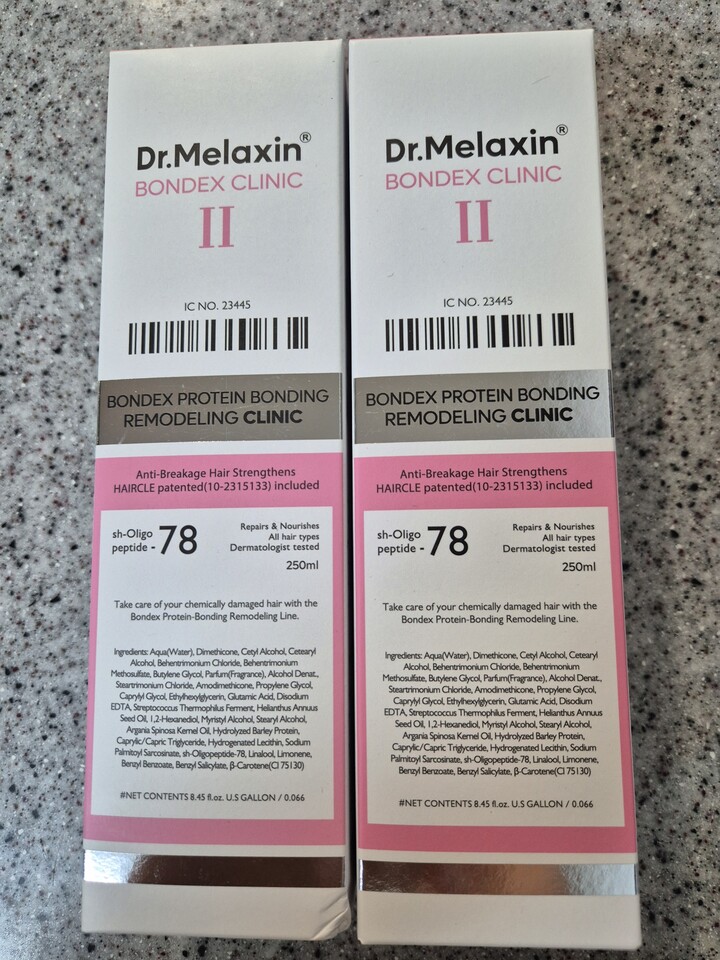 Dr.Melaxin®
BONDEX CLINIC
II
IC NO. 23445
BONDEX PROTEIN BONDING
REMODELING CLINIC
Anti-Breakage Hair Strengthens
HAIRCLE patented(10-2315133) included
sh-Oligo
peptide - 78
Repairs & Nourishes
All hair types
Dermatologist tested
250ml
Take care of your chemically damaged hair with the
Bondex Protein-Bonding Remodeling Line.
Ingredients: Aqua(Water), Dimethicone, Cetyl Alcohol, Cetearyl
Alcohol, Behentrimonium Chloride, Behentrimonium
Methosulfate, Butylene Glycol, Parfum(Fragrance), Alcohol Denat.,
Steartrimonium Chloride, Amodimethicone, Propylene Glycol,
Caprylyl Glycol, Ethylhexylglycerin, Glutamic Acid, Disodium
EDTA, Streptococcus Thermophilus Ferment, Helianthus Annuus
Seed Oil, 1,2-Hexanediol, Myristyl Alcohol, Stearyl Alcohol,
Argania Spinosa Kernel Oil, Hydrolyzed Barley Protein,
Caprylic/Capric Triglyceride, Hydrogenated Lecithin, Sodium
Palmitoyl Sarcosinate, sh-Oligopeptide-78, Linalool, Limonene,
Benzyl Benzoate, Benzyl Salicylate, β-Carotene(CI 75130)
#NET CONTENTS 8.45 fl.oz. U.S GALLON / 0.066
Dr.Melaxin®
BONDEX CLINIC
II
IC NO. 23445
BONDEX PROTEIN BONDING
REMODELING CLINIC
Anti-Breakage Hair Strengthens
HAIRCLE patented(10-2315133) included
sh-Oligo
peptide - 78
Repairs & Nourishes
All hair types
Dermatologist tested
250ml
Take care of your chemically damaged hair with the
Bondex Protein-Bonding Remodeling Line.
Ingredients: Aqua(Water), Dimethicone, Cetyl Alcohol, Cetearyl
Alcohol, Behentrimonium Chloride, Behentrimonium
Methosulfate, Butylene Glycol, Parfum(Fragrance), Alcohol Denat.,
Steartrimonium Chloride, Amodimethicone, Propylene Glycol,
Caprylyl Glycol, Ethylhexylglycerin, Glutamic Acid, Disodium
EDTA, Streptococcus Thermophilus Ferment, Helianthus Annuus
Seed Oil, 1,2-Hexanediol, Myristyl Alcohol, Stearyl Alcohol,
Argania Spinosa Kernel Oil, Hydrolyzed Barley Protein,
Caprylic/Capric Triglyceride, Hydrogenated Lecithin, Sodium
Palmitoyl Sarcosinate, sh-Oligopeptide-78, Linalool, Limonene,
Benzyl Benzoate, Benzyl Salicylate, β-Carotene(CI 75130)
#NET CONTENTS 8.45 fl.oz. U.S GALLON / 0.066